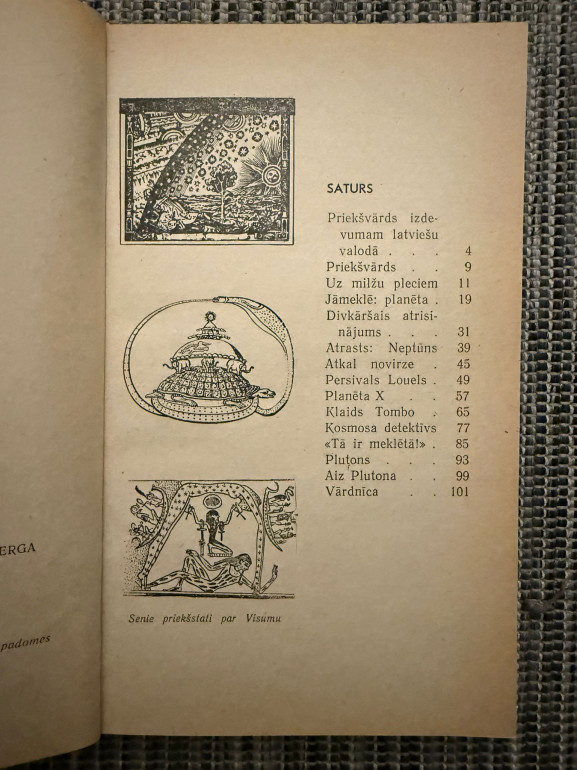 ERGA
padomes
Senie priekšstati par Visumu
SATURS
Priekšvārds izde-
vumam latviešu
valodā . . . 4
Priekšvārds . . 9
Uz milžu pleciem 11
Jāmeklē: planēta . 19
Divkāršais atrisi-
nājums . . . 31
Atrasts: Neptūns 39
Atkal novirze . 45
Persivals Louels . 49
Planēta X . . 57
Klaids Tombo . 65
Kosmosa detektīvs 77
«Tā ir meklētā!» . 85
Plutons . . 93
Aiz Plutona . . 99
Vārdnīca . . 101